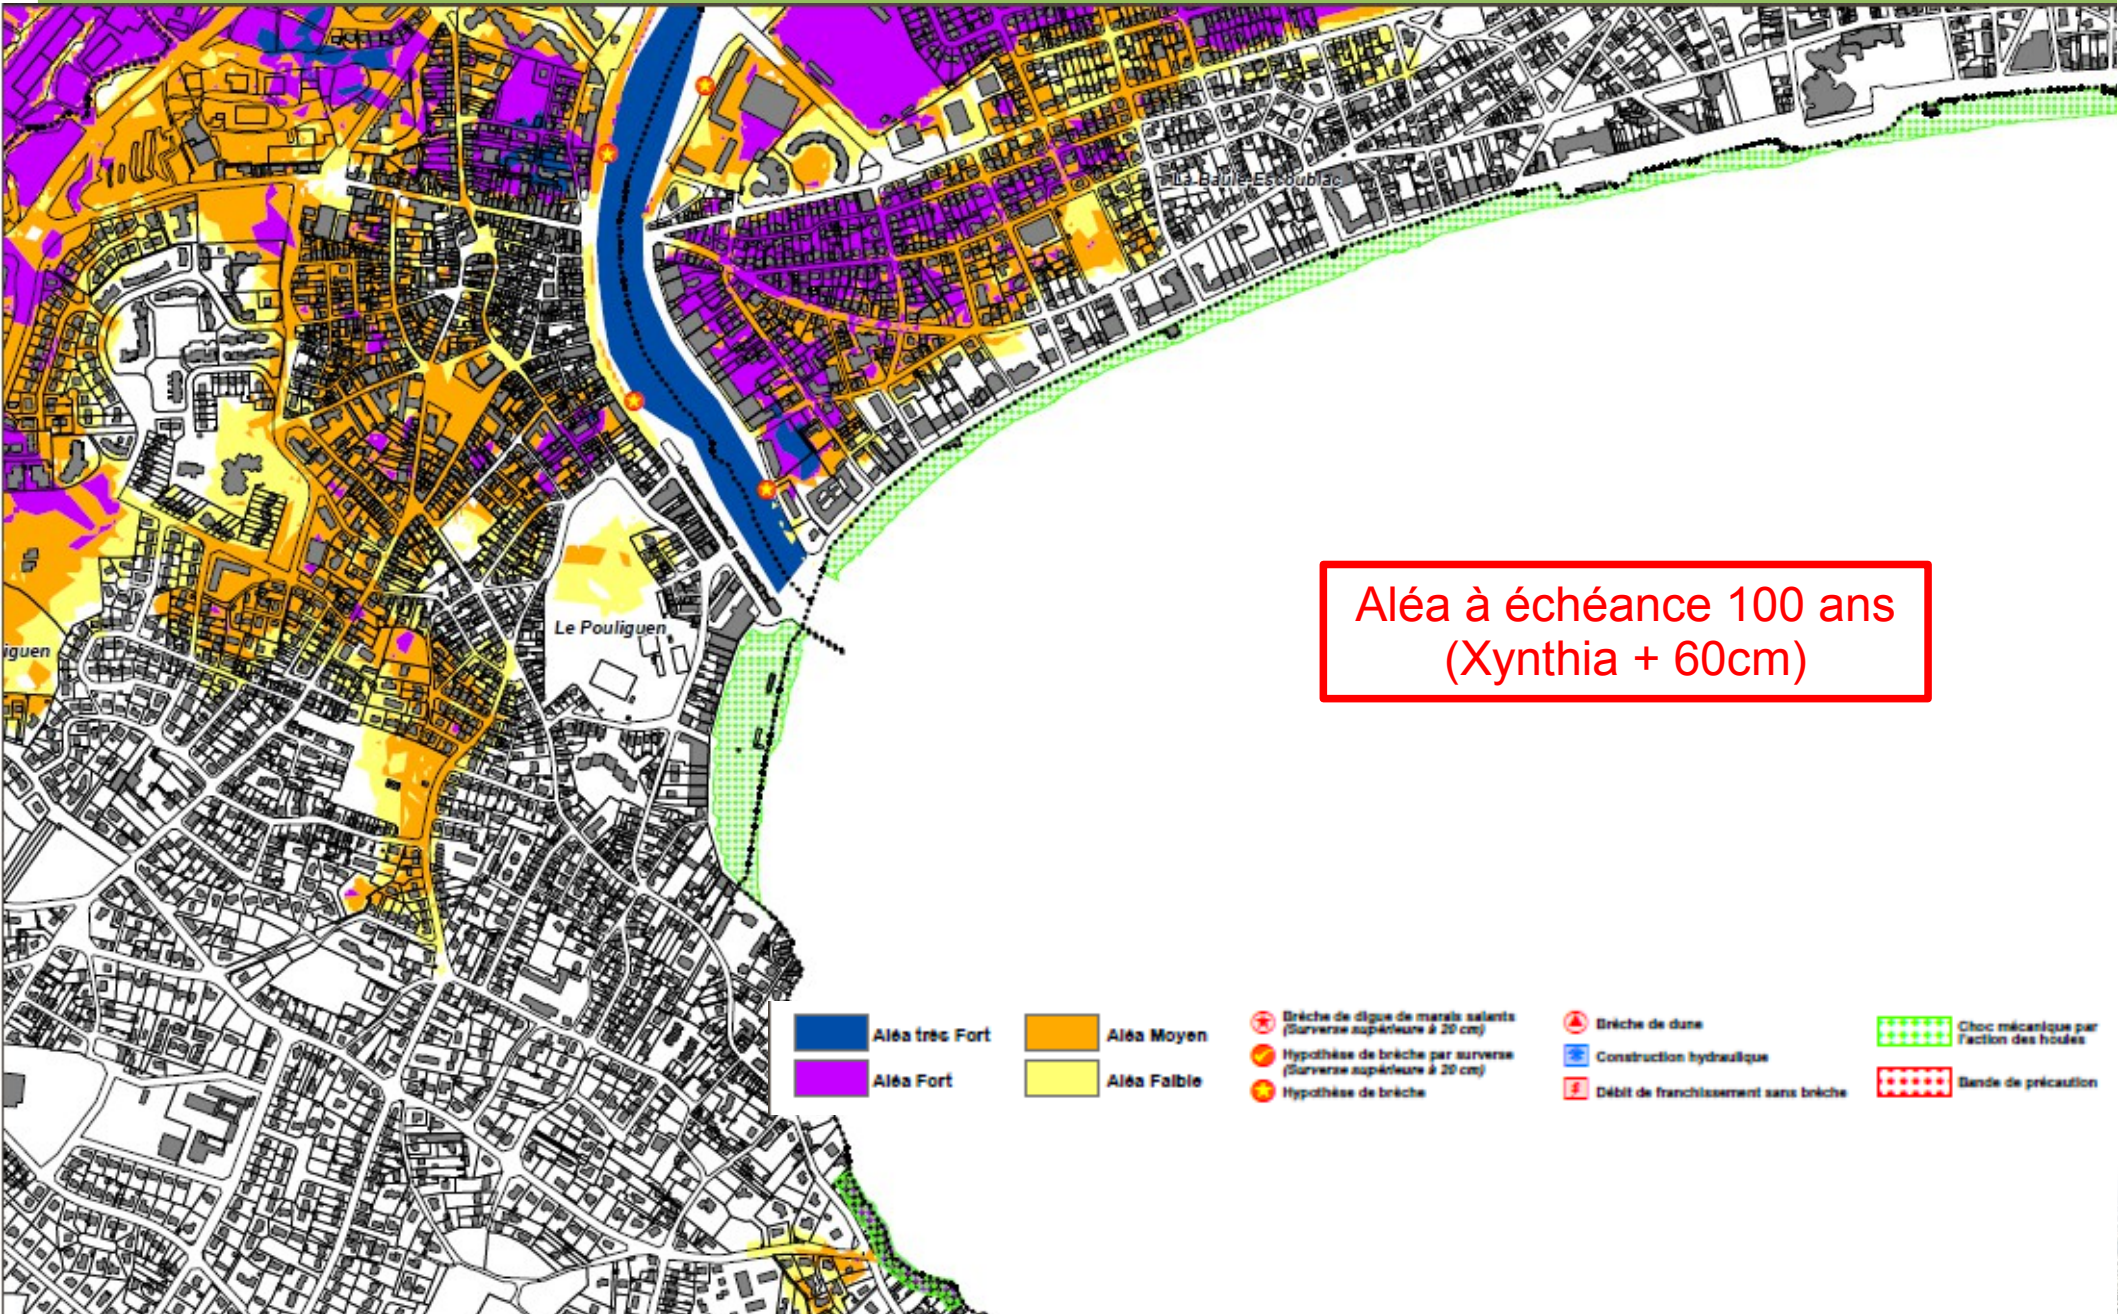 La Baule-Escoublac
Le Pouliguen
iguen
Aléa à échéance 100 ans
(Xynthia + 60cm)
Aléa très Fort
Aléa Fort
Aléa Moyen
Aléa Faible
Brèche de digue de marais salants
(Surverse supérieure à 20 cm)
Hypothèse de brèche par surverse
(Surverse supérieure à 20 cm)
Hypothèse de brèche
Brèche de dune
Construction hydraulique
Débit de franchissement sans brèche
Choc mécanique par
l'action des houles
Bande de précaution